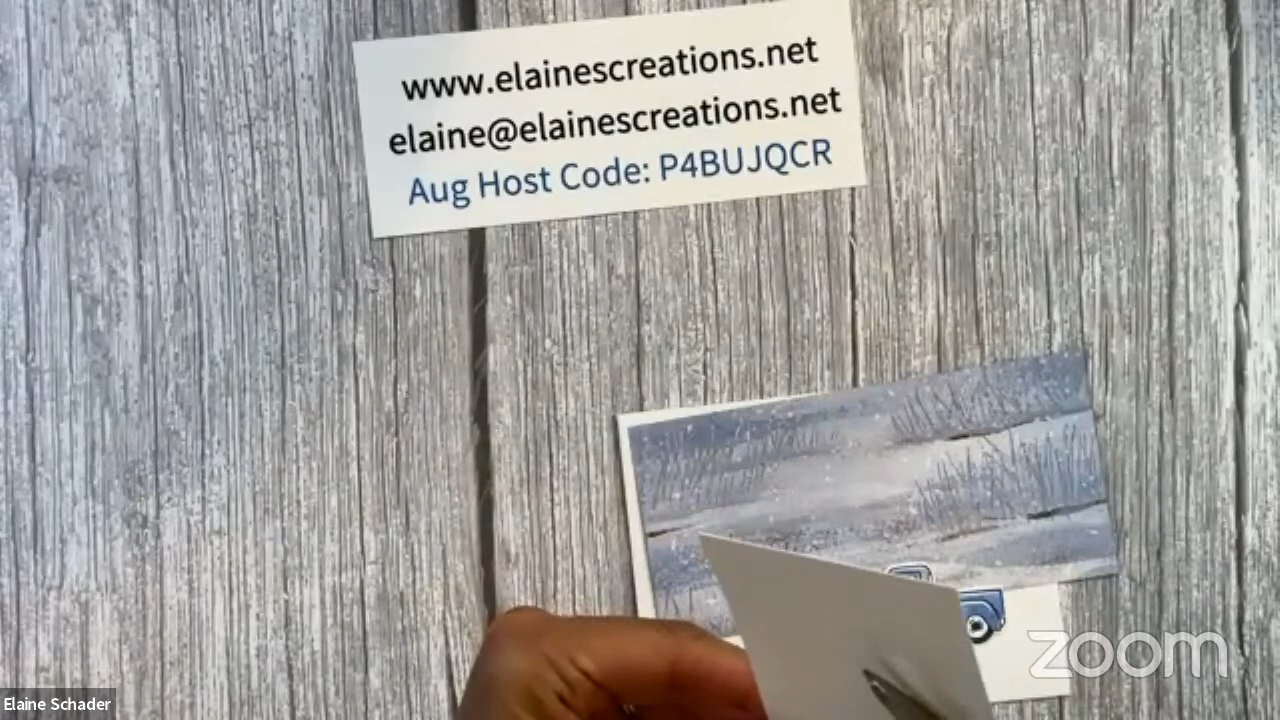 www.elainescreations.net
elaine@elainescreations.net
Aug Host Code: P4BUJQCR
zoom
Elaine Schader